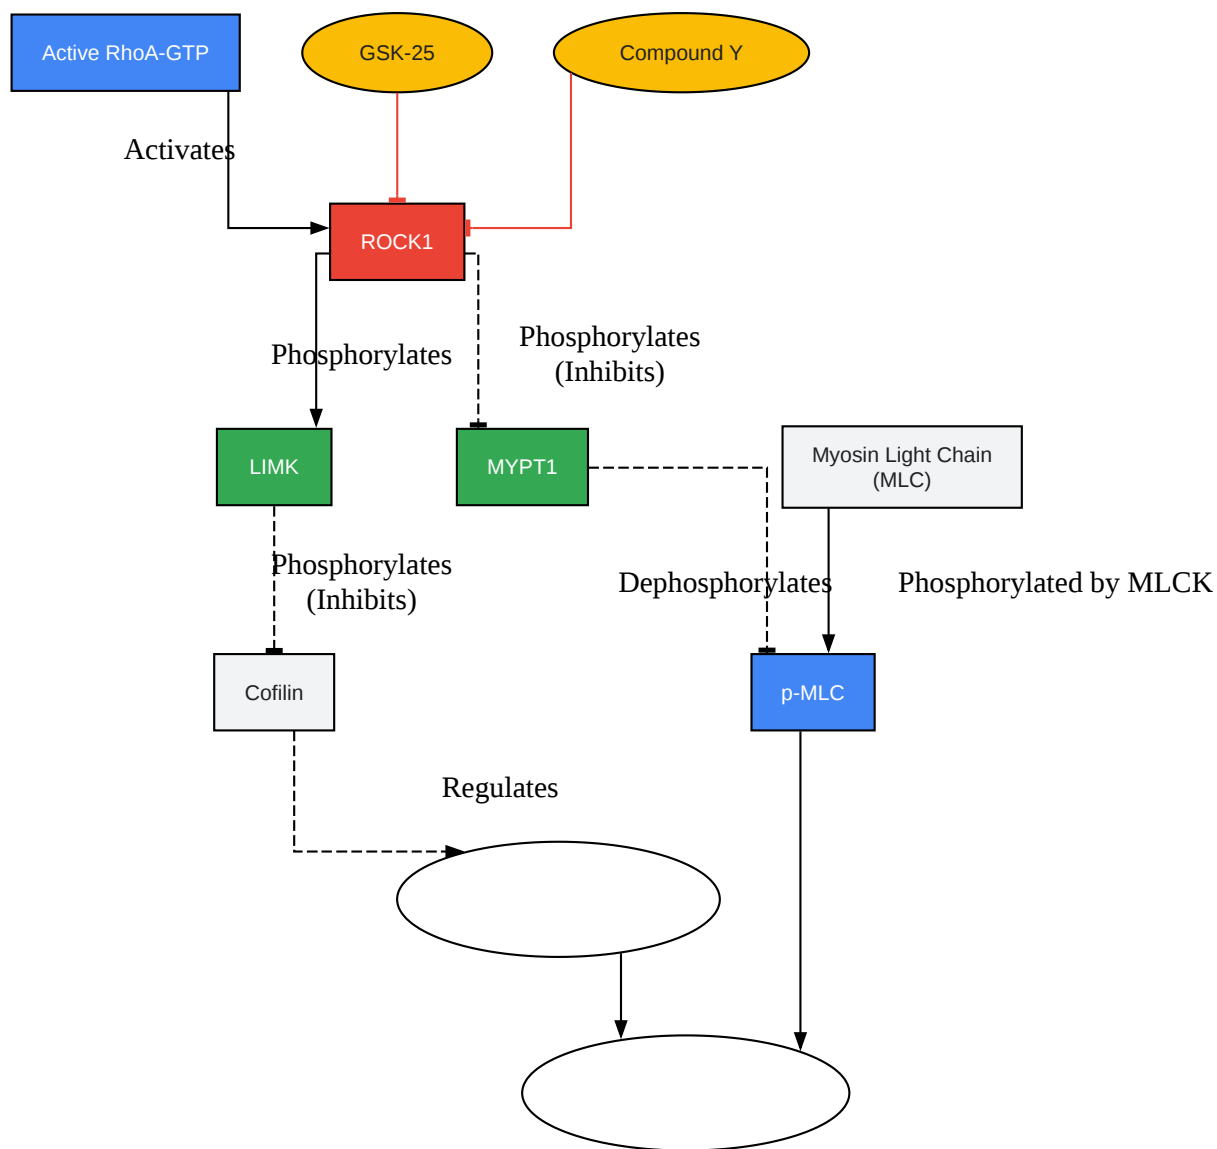 Active RhoA-GTP
GSK-25
Compound Y
Activates
ROCK1
Phosphorylates
Phosphorylates
(Inhibits)
LIMK
MYPT1
Myosin Light Chain
(MLC)
Phosphorylates
(Inhibits)
Dephosphorylates
Phosphorylated by MLCK
Cofilin
p-MLC
Regulates